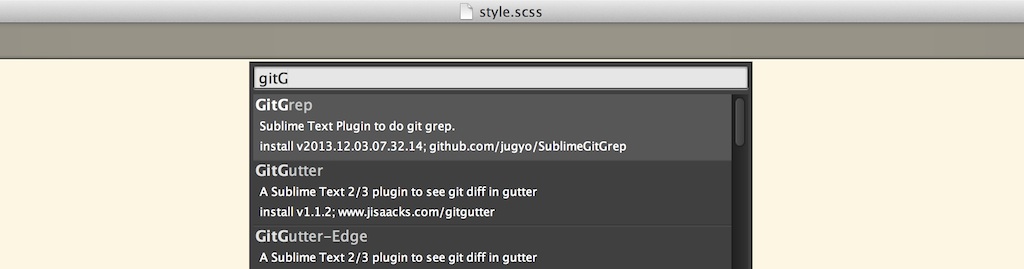 style.scss
gitG
GitGrep
Sublime Text Plugin to do git grep.
install v2013.12.03.07.32.14; github.com/jugyo/SublimeGitGrep
GitGutter
A Sublime Text 2/3 plugin to see git diff in gutter
install v1.1.2; www.jisaacks.com/gitgutter
GitGutter-Edge
A Sublime Text 2/3 plugin to see git diff in gutter